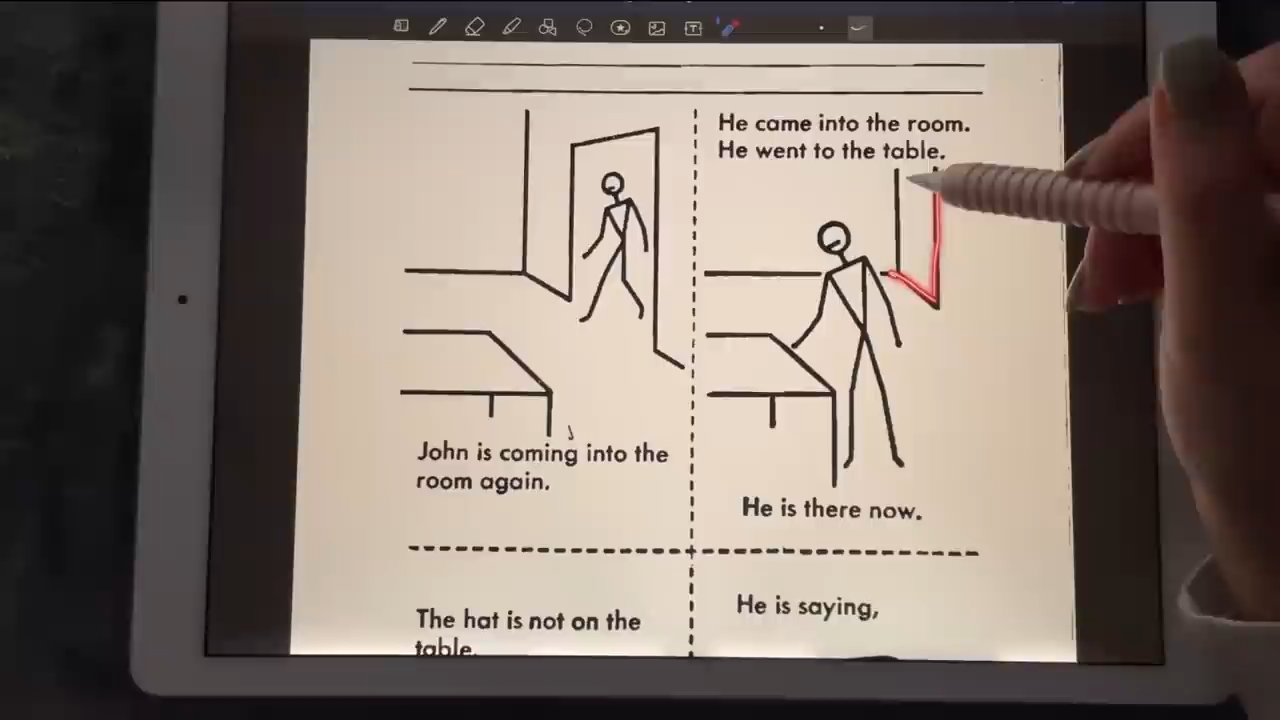 John is coming into the
room again.
He came into the room.
He went to the table.
He is there now.
The hat is not on the
table.
He is saying,